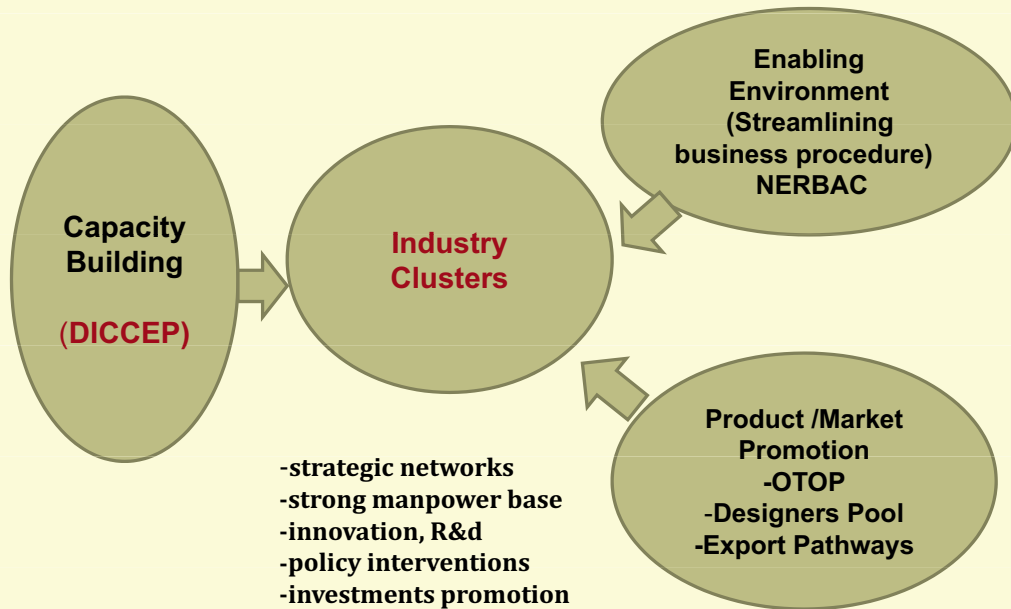 Capacity
Building
(DICCEP)
Industry
Clusters
Enabling
Environment
(Streamlining
business procedure)
NERBAC
Product /Market
Promotion
-OTOP
-Designers Pool
-Export Pathways
-strategic networks
-strong manpower base
-innovation, R&d
-policy interventions
-investments promotion